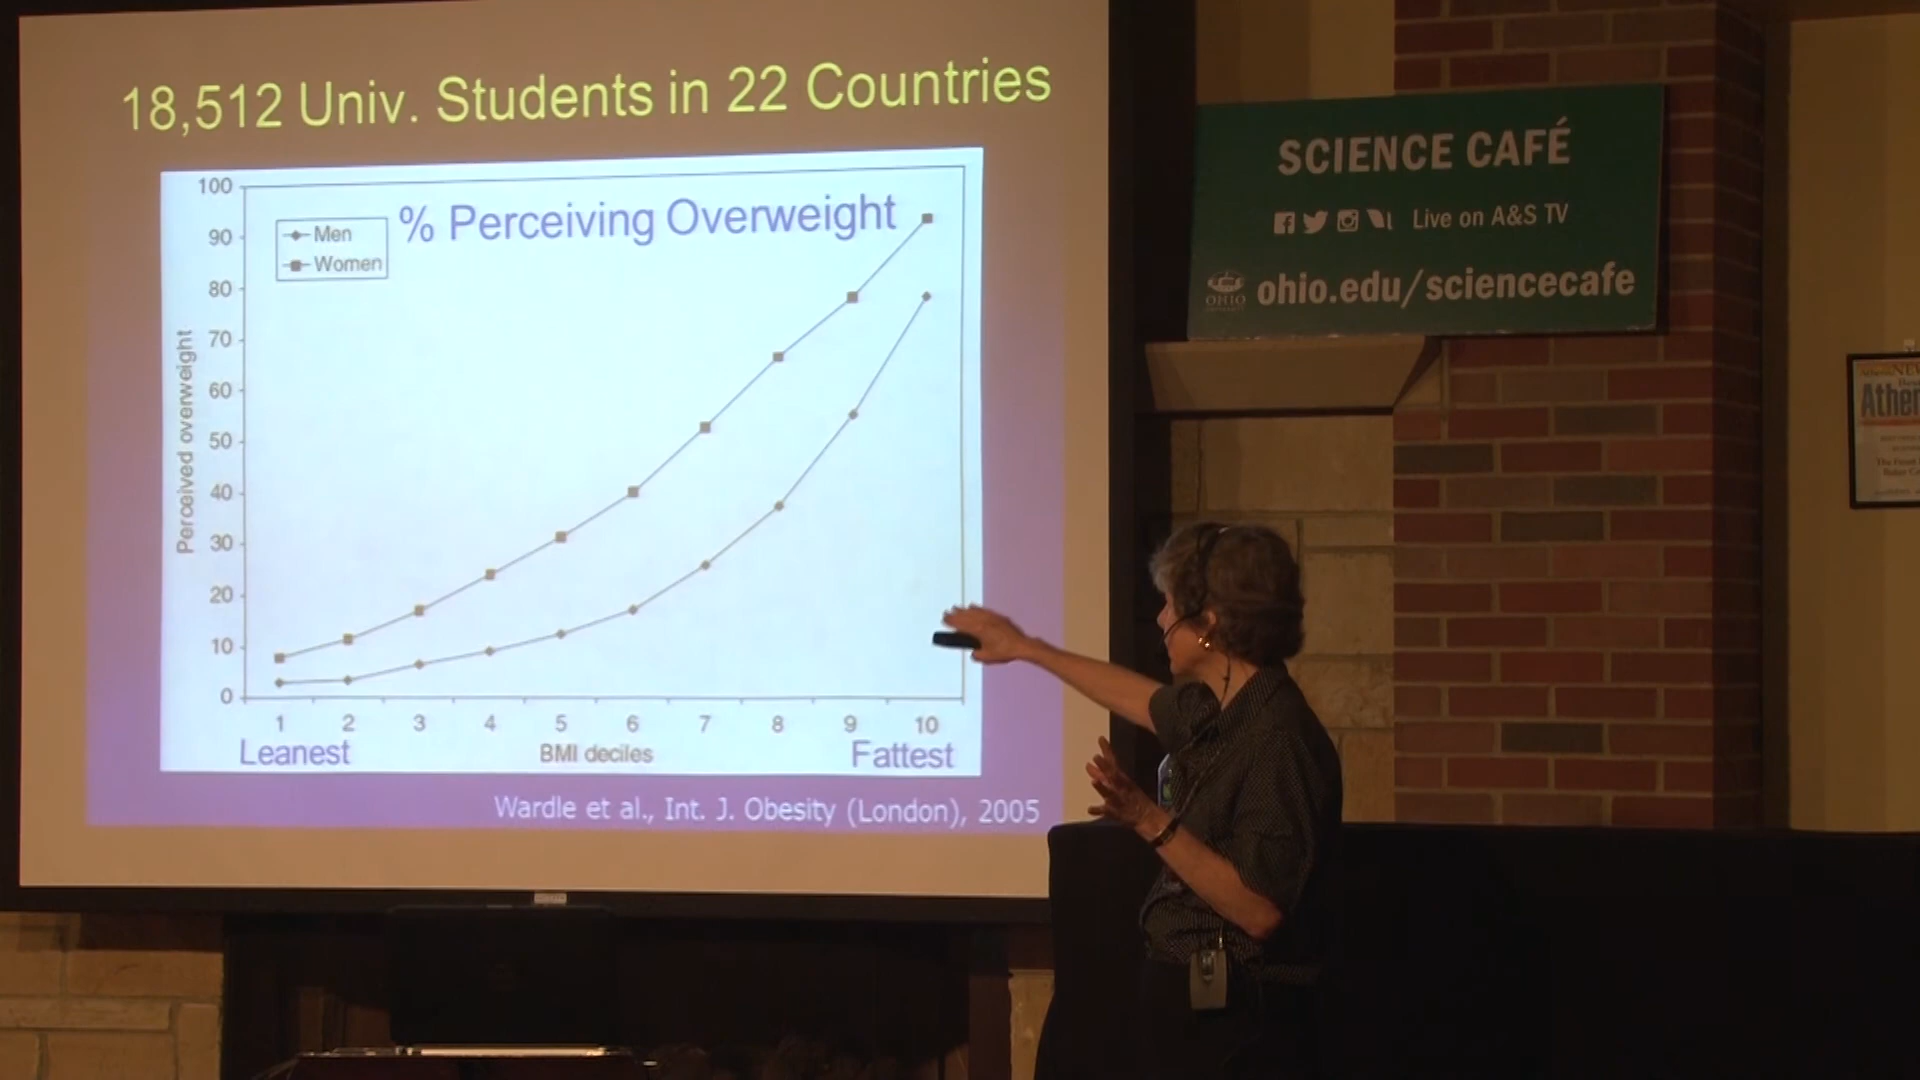 18,512 Univ. Students in 22 Countries
% Perceiving Overweight
Men
Women
100
90
80
70
60
50
40
30
20
10
0
Perceived overweight
1 2 3 4 5 6 7 8 9 10
Leanest BMI deciles Fattest
Wardle et al., Int. J. Obesity (London), 2005
SCIENCE CAFÉ
Live on A&S TV
OHIO
ohio.edu/sciencecafe